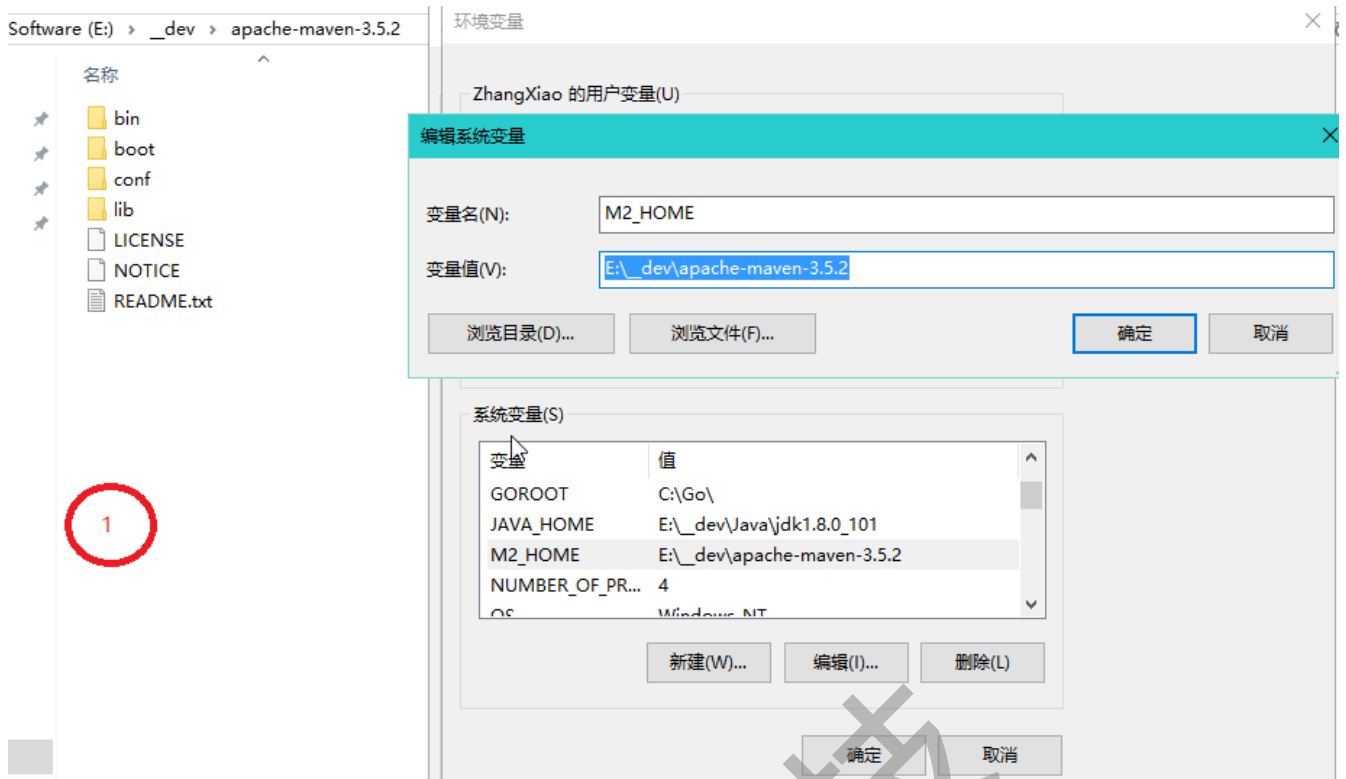 Software (E:) > __dev > apache-maven-3.5.2
名称
bin
boot
conf
lib
LICENSE
NOTICE
README.txt
1
环境变量
ZhangXiao 的用户变量(U)
编辑系统变量
变量名(N):
M2_HOME
变量值(V):
E:\__dev\apache-maven-3.5.2
浏览目录(D)...
浏览文件(F)...
确定
取消
系统变量(S)
变量 值
GOROOT C:\Go\
JAVA_HOME E:\__dev\Java\jdk1.8.0_101
M2_HOME E:\__dev\apache-maven-3.5.2
NUMBER_OF_PR... 4
OS Windows_NT
新建(W)...
编辑(I)...
删除(L)
确定
取消